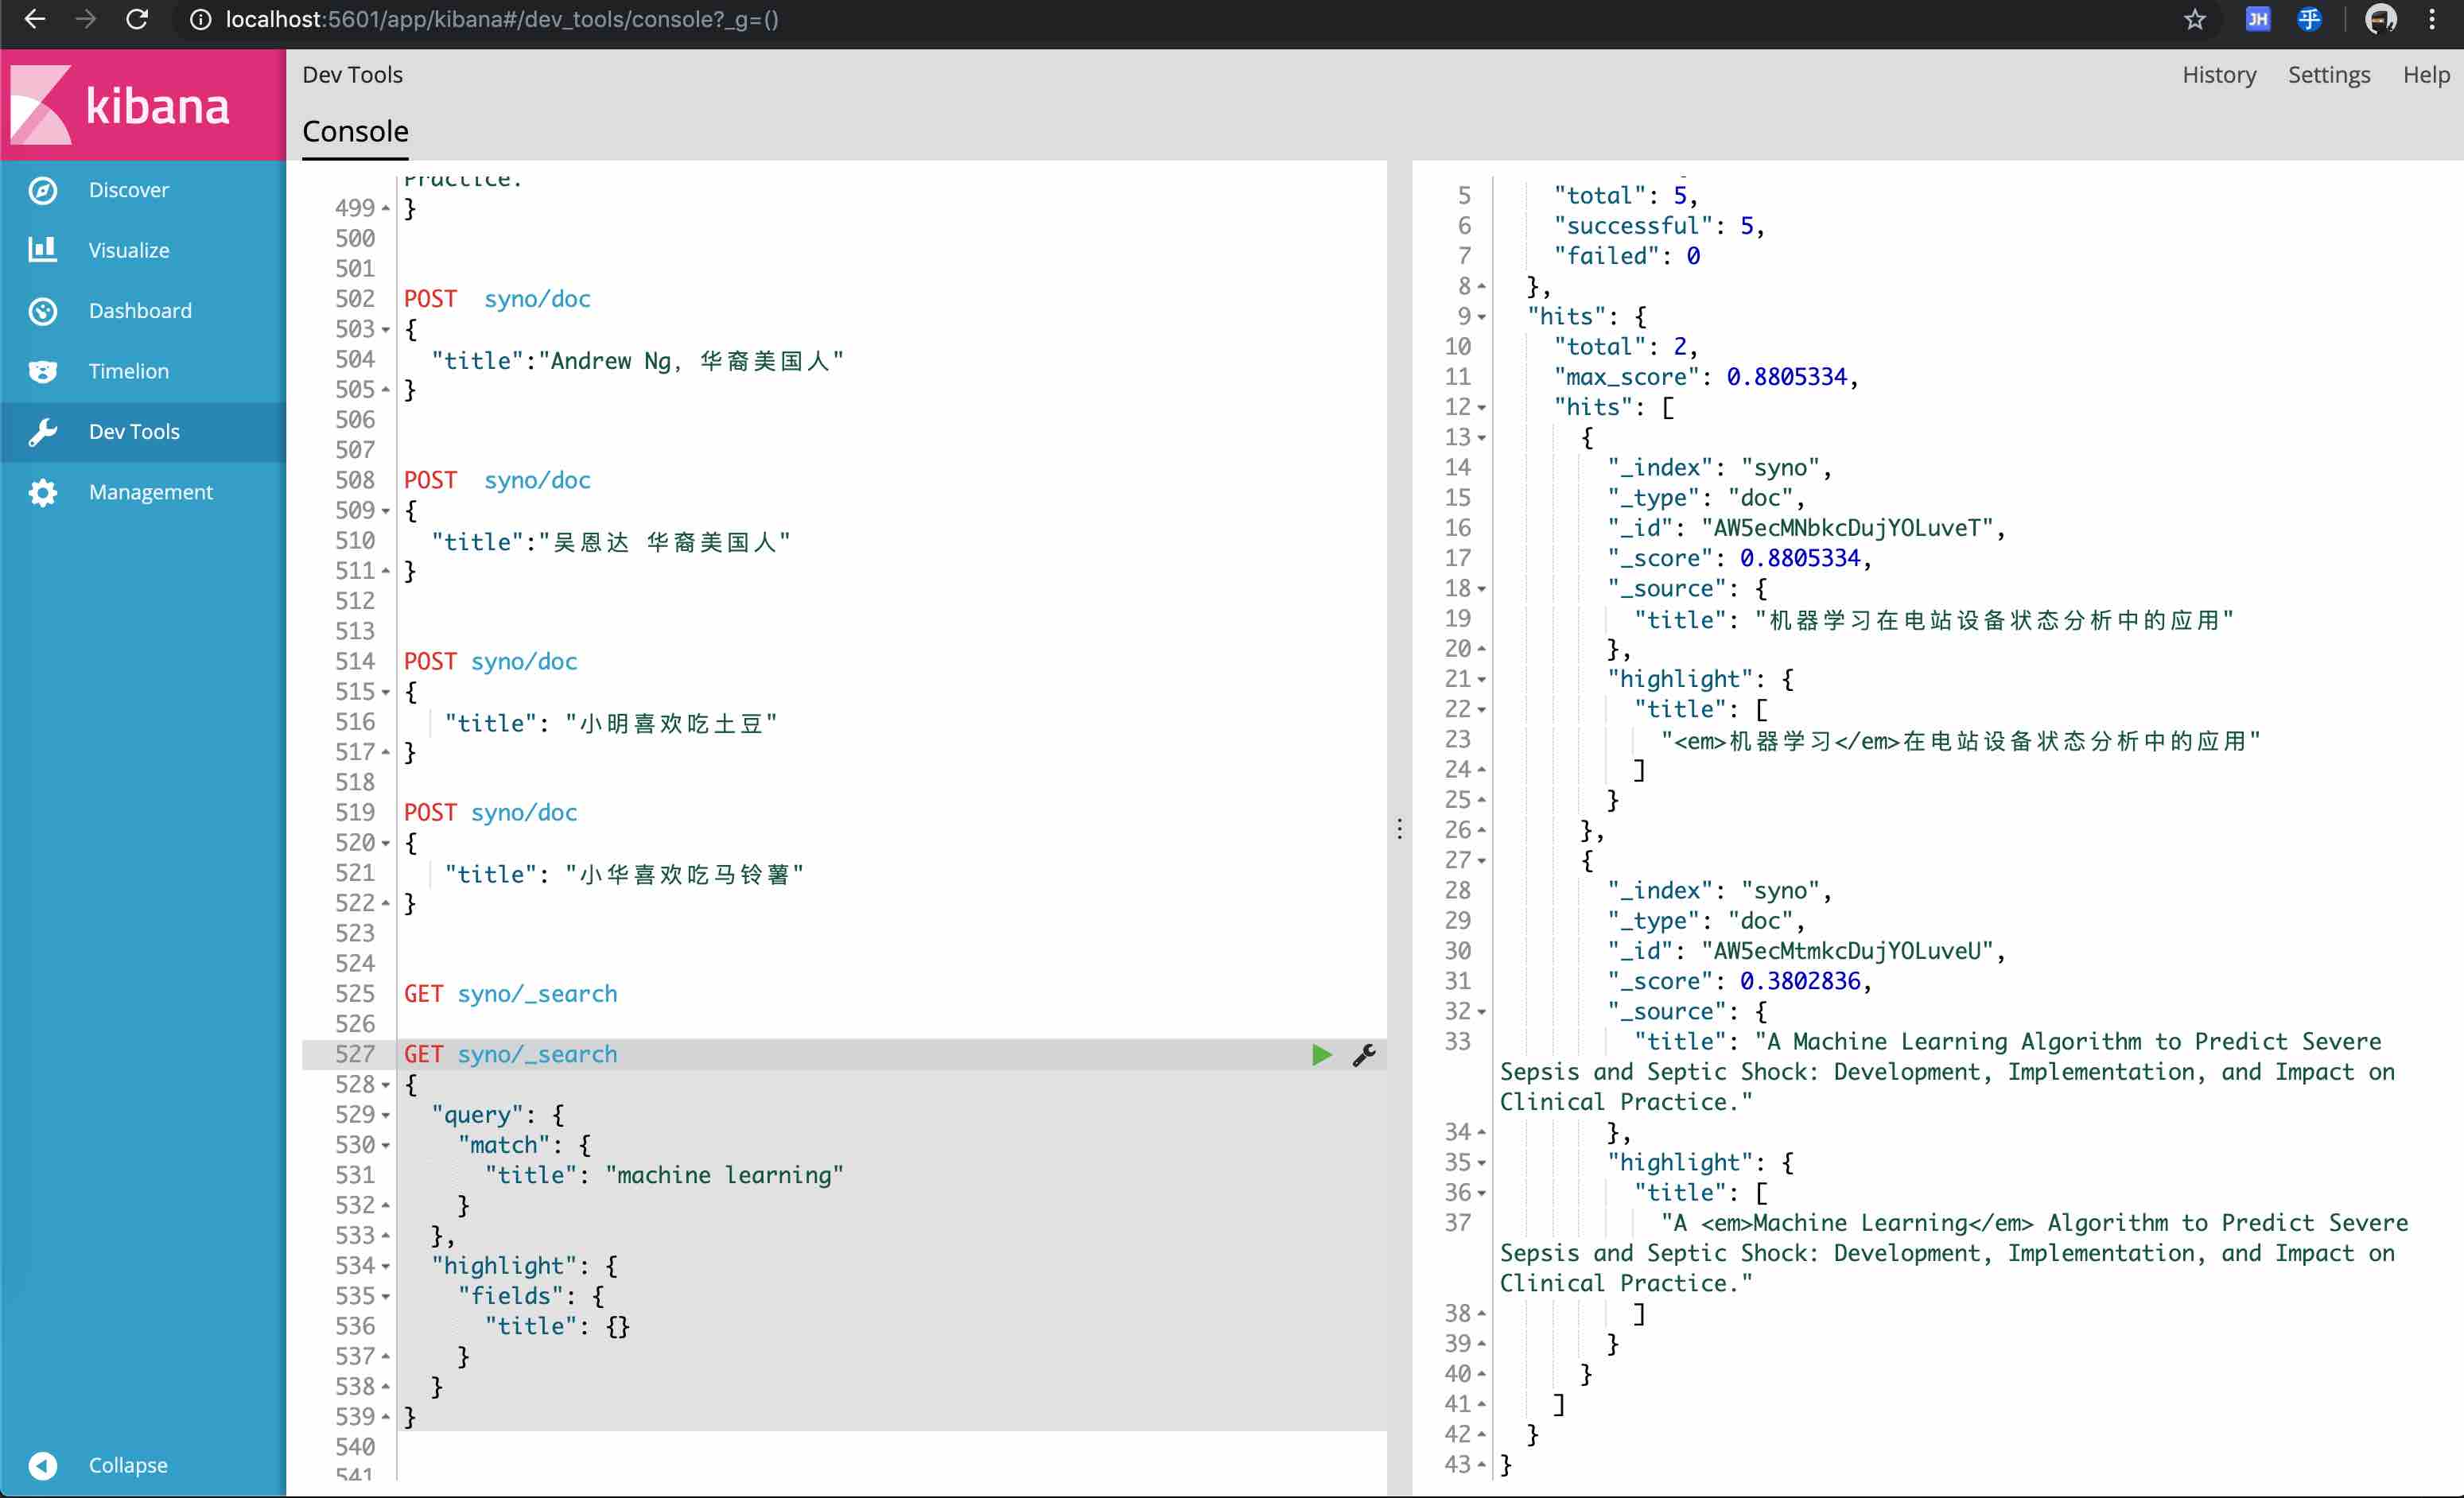 localhost:5601/app/kibana#/dev_tools/console?_g=()
JH
乎
kibana
Discover
Visualize
Dashboard
Timelion
Dev Tools
Management
Collapse
Dev Tools
History
Settings
Help
Console
Practice.
499 }
500
501
502 POST  syno/doc
503 {
504   "title":"Andrew Ng, 华裔美国人"
505 }
506
507
508 POST  syno/doc
509 {
510   "title":"吴恩达 华裔美国人"
511 }
512
513
514 POST syno/doc
515 {
516    "title": "小明喜欢吃土豆"
517 }
518
519 POST syno/doc
520 {
521    "title": "小华喜欢吃马铃薯"
522 }
523
524
525 GET syno/_search
526
527 GET syno/_search
528 {
529   "query": {
530     "match": {
531       "title": "machine learning"
532     }
533   },
534   "highlight": {
535     "fields": {
536       "title": {}
537     }
538   }
539 }
540
541
5     "total": 5,
6     "successful": 5,
7     "failed": 0
8   },
9   "hits": {
10     "total": 2,
11     "max_score": 0.8805334,
12     "hits": [
13       {
14         "_index": "syno",
15         "_type": "doc",
16         "_id": "AW5ecMNbkcDujYOLuveT",
17         "_score": 0.8805334,
18         "_source": {
19           "title": "机器学习在电站设备状态分析中的应用"
20         },
21         "highlight": {
22           "title": [
23             "<em>机器学习</em>在电站设备状态分析中的应用"
24           ]
25         }
26       },
27       {
28         "_index": "syno",
29         "_type": "doc",
30         "_id": "AW5ecMtmkcDujYOLuveU",
31         "_score": 0.3802836,
32         "_source": {
33           "title": "A Machine Learning Algorithm to Predict Severe
Sepsis and Septic Shock: Development, Implementation, and Impact on
Clinical Practice."
34         },
35         "highlight": {
36           "title": [
37             "A <em>Machine Learning</em> Algorithm to Predict Severe
Sepsis and Septic Shock: Development, Implementation, and Impact on
Clinical Practice."
38           ]
39         }
40       }
41     ]
42   }
43 }